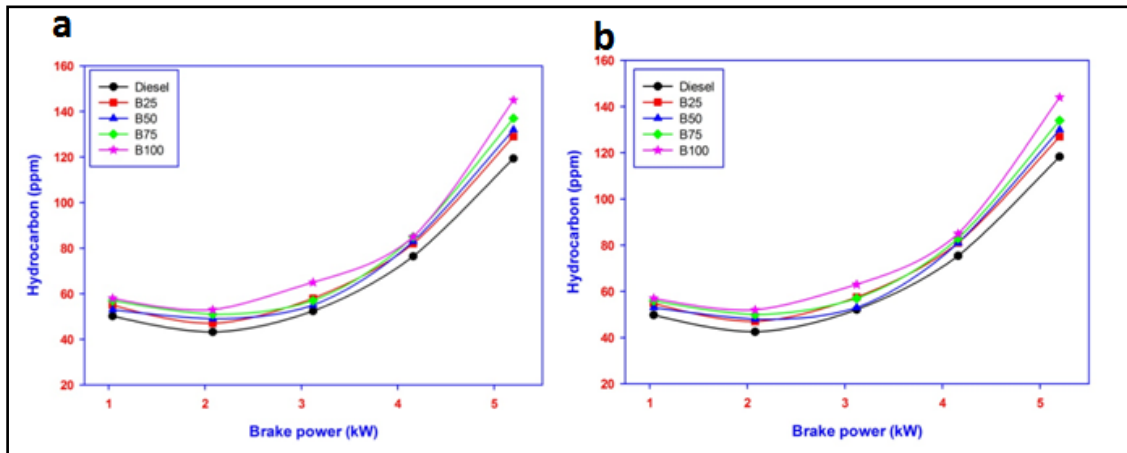 a
160
140
120
100
80
60
40
20
Hydrocarbon (ppm)
Diesel
B25
B50
B75
B100
1 2 3 4 5
Brake power (kW)
b
160
140
120
100
80
60
40
20
Hydrocarbon (ppm)
Diesel
B25
B50
B75
B100
1 2 3 4 5
Brake power (kW)